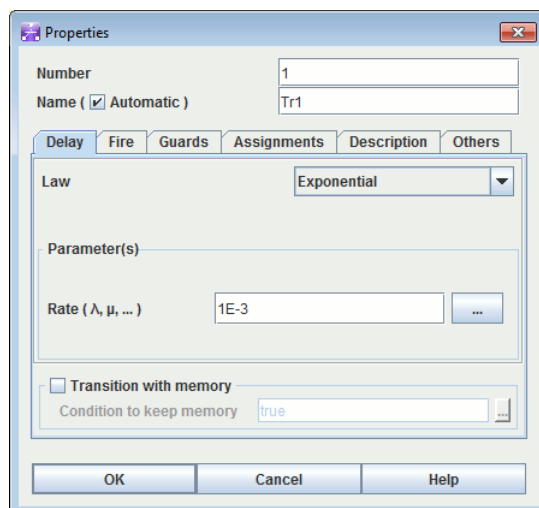 Properties
Number 1
Name ( Automatic ) Tr1
Delay Fire Guards Assignments Description Others
Law Exponential
Parameter(s)
Rate ( λ, μ, ... ) 1E-3 ...
Transition with memory
Condition to keep memory true ...
OK Cancel Help